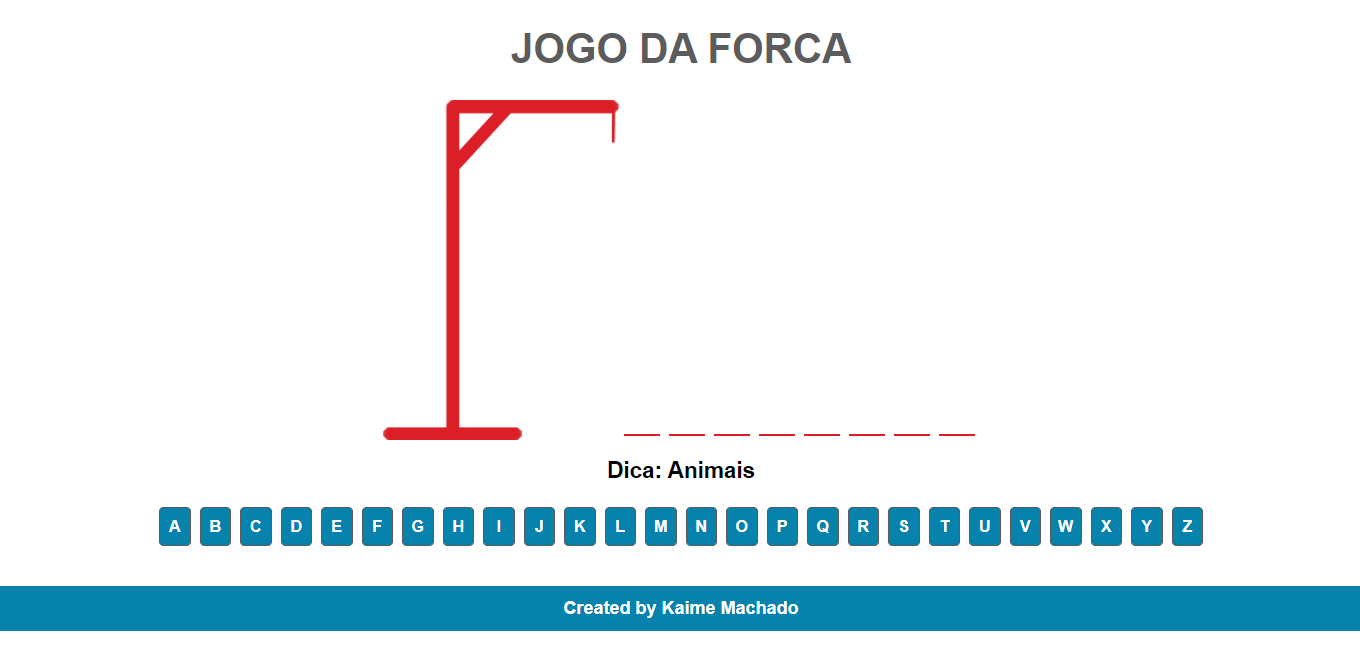 JOGO DA FORCA
Dica: Animais
A B C D E F G H I J K L M N O P Q R S T U V W X Y Z
Created by Kaime Machado